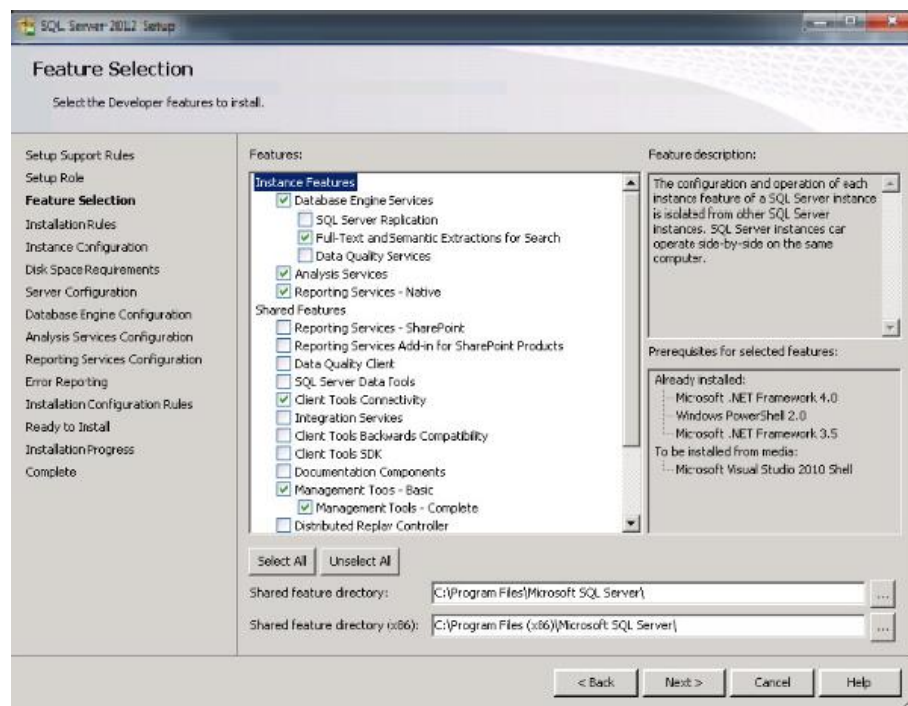 SQL Server 2012 Setup
Feature Selection
Select the Developer features to install.
Setup Support Rules
Setup Role
Feature Selection
Installation Rules
Instance Configuration
Disk Space Requirements
Server Configuration
Database Engine Configuration
Analysis Services Configuration
Reporting Services Configuration
Error Reporting
Installation Configuration Rules
Ready to Install
Installation Progress
Complete
Features:
Instance Features
Database Engine Services
SQL Server Replication
Full-Text and Semantic Extractions for Search
Data Quality Services
Analysis Services
Reporting Services - Native
Shared Features
Reporting Services - SharePoint
Reporting Services Add-in for SharePoint Products
Data Quality Client
SQL Server Data Tools
Client Tools Connectivity
Integration Services
Client Tools Backwards Compatibility
Client Tools SDK
Documentation Components
Management Tools - Basic
Management Tools - Complete
Distributed Replay Controller
Select All
Unselect All
Feature description:
The configuration and operation of each
instance feature of a SQL Server instance
is isolated from other SQL Server
instances. SQL Server instances can
operate side-by-side on the same
computer.
Prerequisites for selected features:
Already installed:
Microsoft .NET Framework 4.0
Windows PowerShell 2.0
Microsoft .NET Framework 3.5
To be installed from media:
Microsoft Visual Studio 2010 Shell
Shared feature directory:
C:\Program Files\Microsoft SQL Server\
...
Shared feature directory (x86):
C:\Program Files (x86)\Microsoft SQL Server\
...
< Back
Next >
Cancel
Help